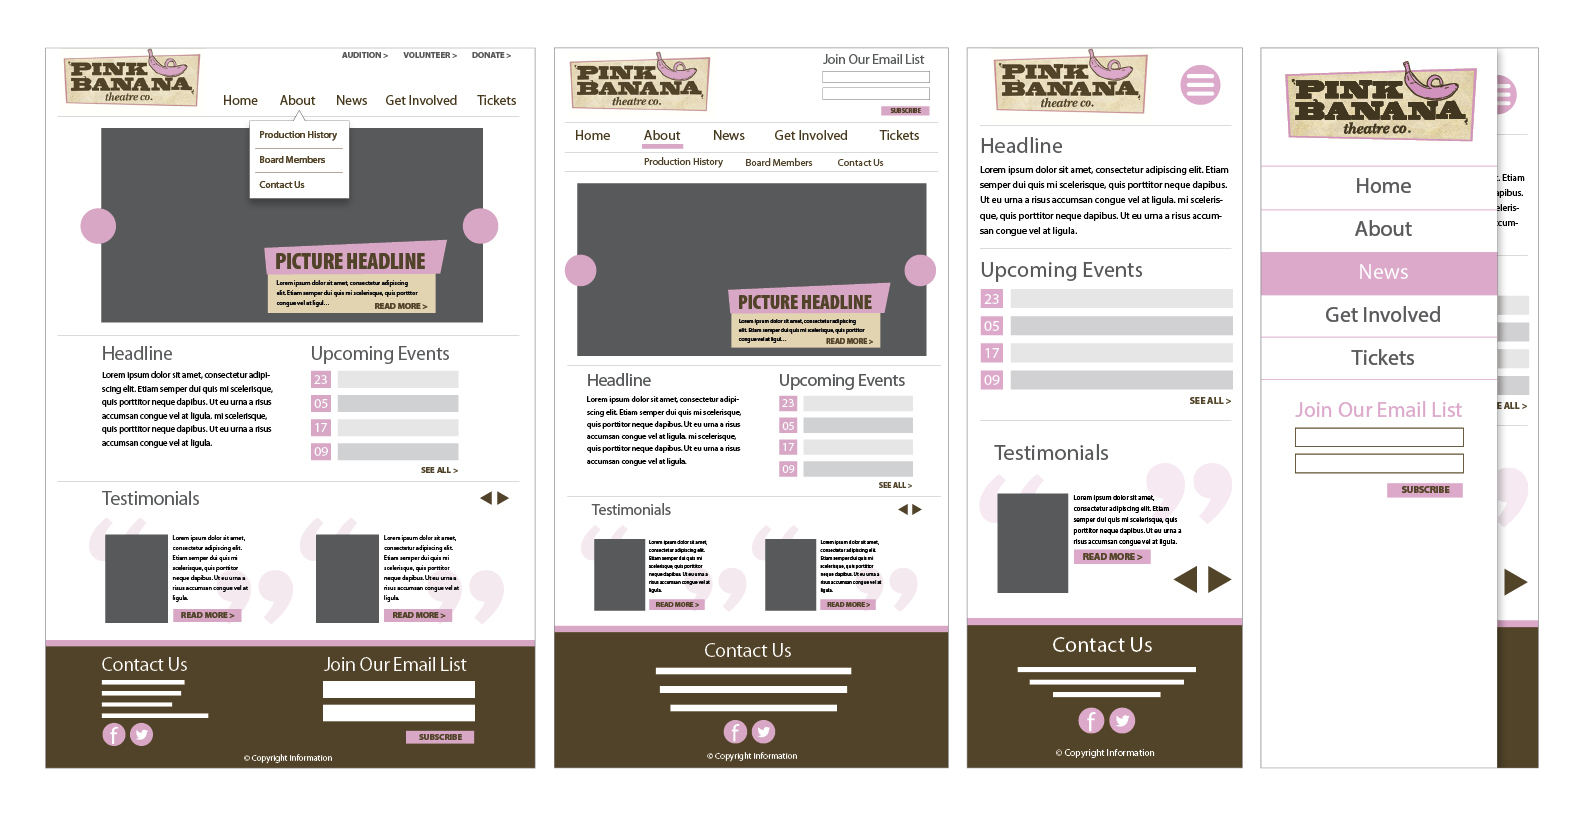 PINK
BANANA
theatre co.
AUDITION >
VOLUNTEER >
DONATE >
Home
About
News
Get Involved
Tickets
Production History
Board Members
Contact Us
PICTURE HEADLINE
Lorem ipsum dolor sit amet, consectetur adipiscing
elit. Etiam semper dui quis mi scelerisque, quis porttitor
congue vel at ligul...
READ MORE >
Headline
Lorem ipsum dolor sit amet, consectetur adipi-
scing elit. Etiam semper dui quis mi scelerisque,
quis porttitor neque dapibus. Ut eu urna a risus
accumsan congue vel at ligula. mi scelerisque,
quis porttitor neque dapibus. Ut eu urna a risus
accumsan congue vel at ligula.
Upcoming Events
23
05
17
09
SEE ALL >
Testimonials
Lorem ipsum dolor sit amet,
consectetur adipiscing elit.
Etiam semper dui quis mi
scelerisque, quis porttitor
neque dapibus. Ut eu urna a
risus accumsan congue vel at
ligula.
READ MORE >
Lorem ipsum dolor sit amet,
consectetur adipiscing elit.
Etiam semper dui quis mi
scelerisque, quis porttitor
neque dapibus. Ut eu urna a
risus accumsan congue vel at
ligula.
READ MORE >
Contact Us
Join Our Email List
SUBSCRIBE
© Copyright Information
PINK
BANANA
theatre co.
Join Our Email List
SUBSCRIBE
Home
About
News
Get Involved
Tickets
Production History
Board Members
Contact Us
PICTURE HEADLINE
Lorem ipsum dolor sit amet, consectetur adipiscing
elit. Etiam semper dui quis mi scelerisque, quis porttitor
congue vel at ligul...
READ MORE >
Headline
Lorem ipsum dolor sit amet, consectetur adipi-
scing elit. Etiam semper dui quis mi scelerisque,
quis porttitor neque dapibus. Ut eu urna a risus
accumsan congue vel at ligula. mi scelerisque,
quis porttitor neque dapibus. Ut eu urna a risus
accumsan congue vel at ligula.
Upcoming Events
23
05
17
09
SEE ALL >
Testimonials
Lorem ipsum dolor sit amet,
consectetur adipiscing elit.
Etiam semper dui quis mi
scelerisque, quis porttitor
neque dapibus. Ut eu urna a
risus accumsan congue vel at
ligula.
READ MORE >
Lorem ipsum dolor sit amet,
consectetur adipiscing elit.
Etiam semper dui quis mi
scelerisque, quis porttitor
neque dapibus. Ut eu urna a
risus accumsan congue vel at
ligula.
READ MORE >
Contact Us
© Copyright Information
PINK
BANANA
theatre co.
Headline
Lorem ipsum dolor sit amet, consectetur adipiscing elit. Etiam
semper dui quis mi scelerisque, quis porttitor neque dapibus.
Ut eu urna a risus accumsan congue vel at ligula. mi sceleris-
que, quis porttitor neque dapibus. Ut eu urna a risus accum-
san congue vel at ligula.
Upcoming Events
23
05
17
09
SEE ALL >
Testimonials
Lorem ipsum dolor sit amet,
consectetur adipiscing elit.
Etiam semper dui quis mi
scelerisque, quis porttitor
neque dapibus. Ut eu urna a
risus accumsan congue vel at ligula.
READ MORE >
Contact Us
© Copyright Information
PINK
BANANA
theatre co.
Home
About
News
Get Involved
Tickets
Join Our Email List
SUBSCRIBE
t. Etiam
apibus.
eleris-
cum-
E ALL >